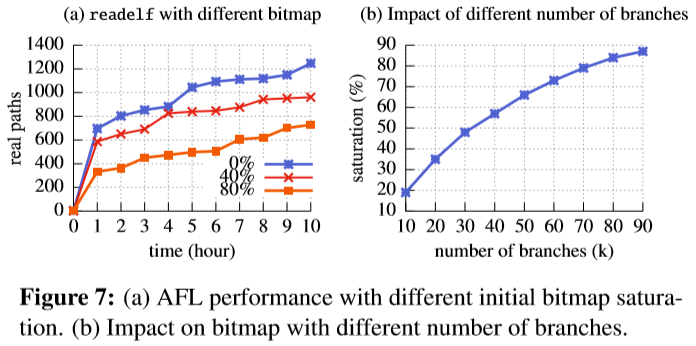 (a) readelf with different bitmap
1400
1200
1000
800
600
400
200
0
real paths
0%
40%
80%
0 1 2 3 4 5 6 7 8 9 10
time (hour)
(b) Impact of different number of branches
90
80
70
60
50
40
30
20
10
saturation (%)
10 20 30 40 50 60 70 80 90
number of branches (k)
Figure 7: (a) AFL performance with different initial bitmap satura-
tion. (b) Impact on bitmap with different number of branches.